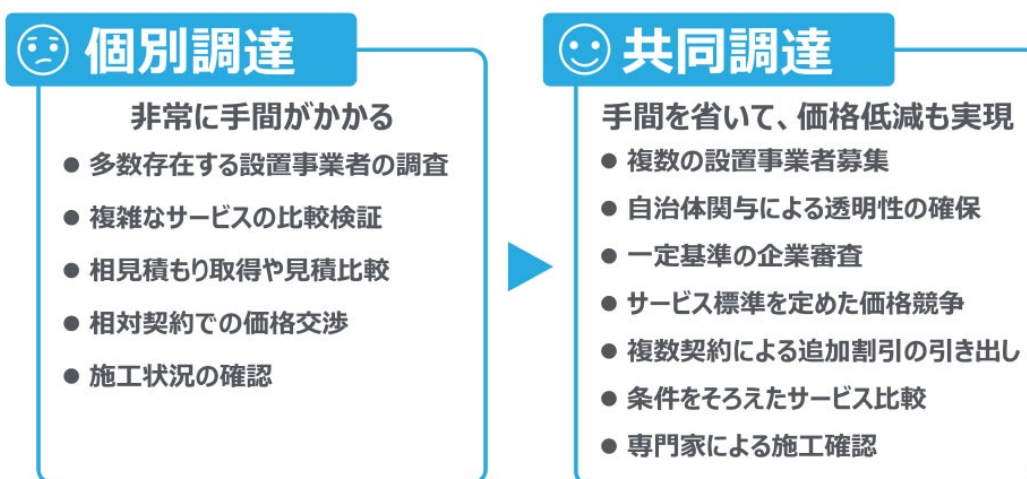 個別調達
非常に手間がかかる
● 多数存在する設置事業者の調査
● 複雑なサービスの比較検証
● 相見積もり取得や見積比較
● 相対契約での価格交渉
● 施工状況の確認
共同調達
手間を省いて、価格低減も実現
● 複数の設置事業者募集
● 自治体関与による透明性の確保
● 一定基準の企業審査
● サービス標準を定めた価格競争
● 複数契約による追加割引の引き出し
● 条件をそろえたサービス比較
● 専門家による施工確認